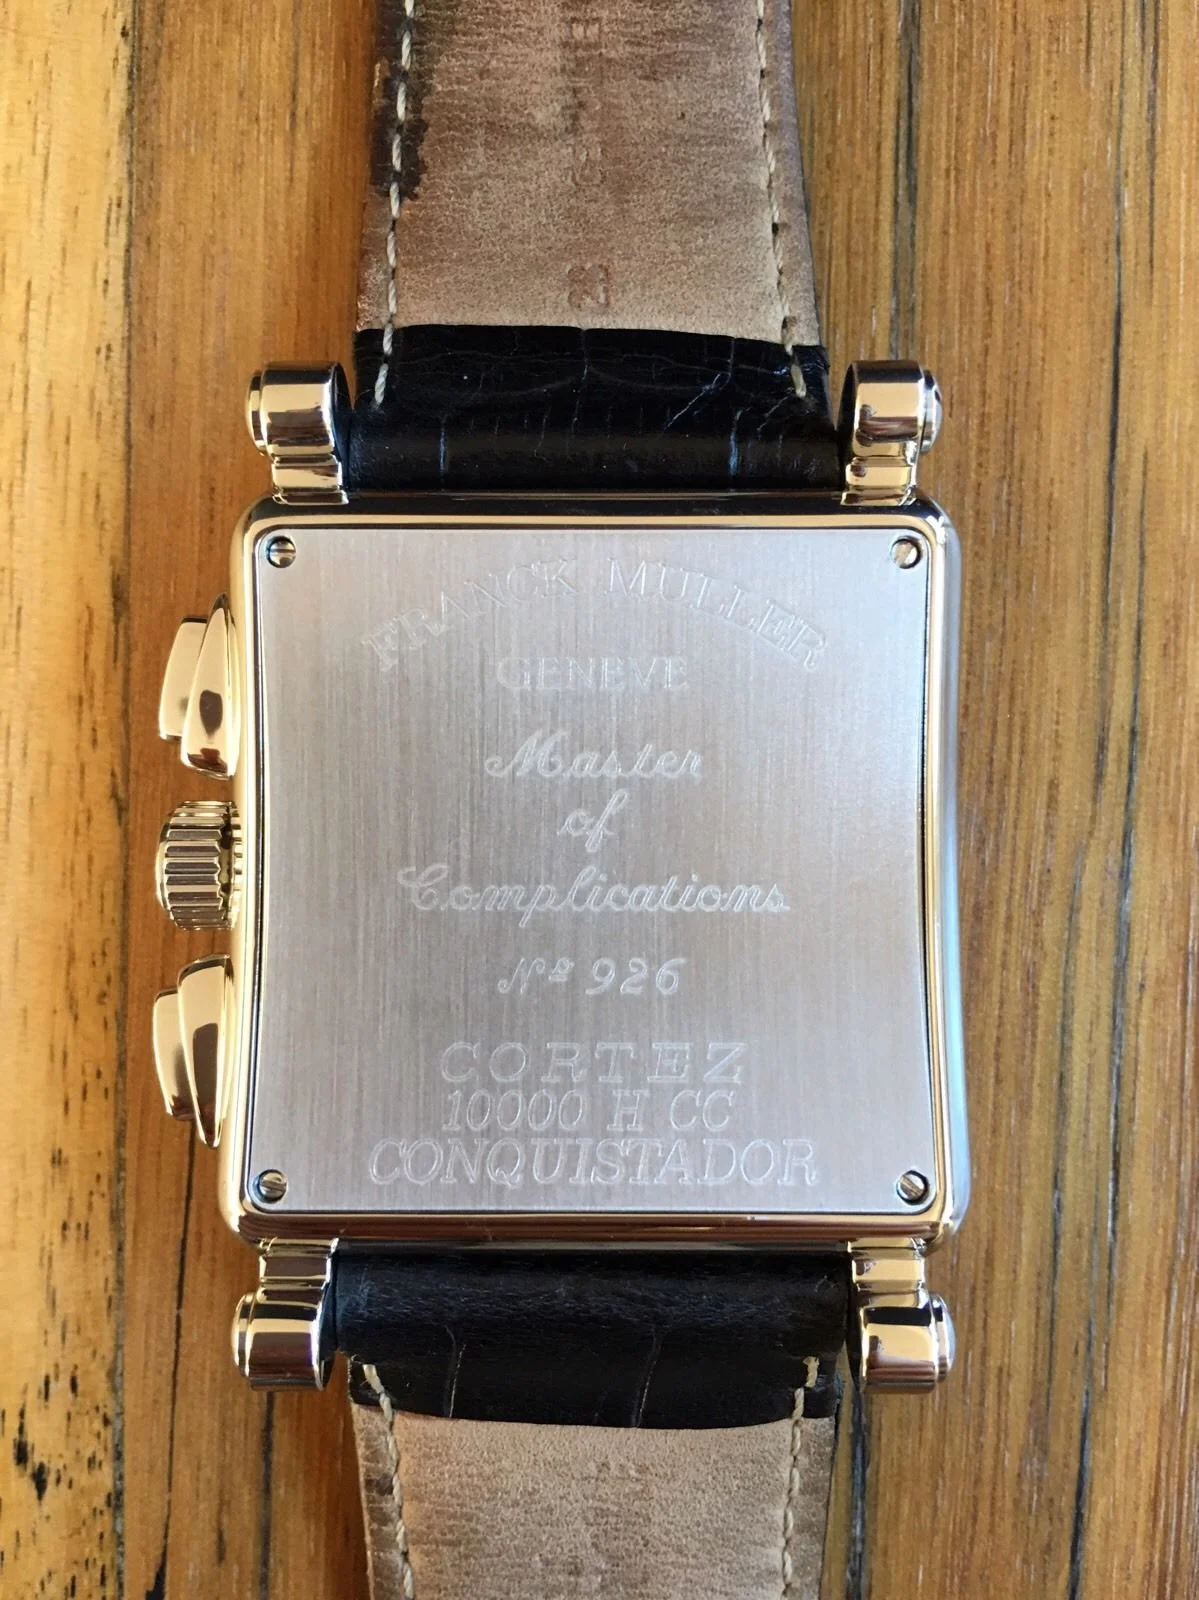 FRANCK MULLER
GENEVE
Master
of
Complications
Nº 926
CORTEZ
10000 H CC
CONQUISTADOR